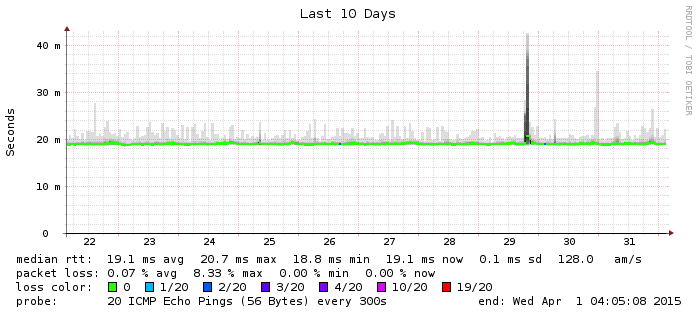 Last 10 Days
RRDTOOL / TOBI OETIKER
Seconds
40 m
30 m
20 m
10 m
0
22 23 24 25 26 27 28 29 30 31
median rtt: 19.1 ms avg 20.7 ms max 18.8 ms min 19.1 ms now 0.1 ms sd 128.0 am/s
packet loss: 0.07 % avg 8.33 % max 0.00 % min 0.00 % now
loss color: 0 1/20 2/20 3/20 4/20 10/20 19/20
probe: 20 ICMP Echo Pings (56 Bytes) every 300s end: Wed Apr 1 04:05:08 2015